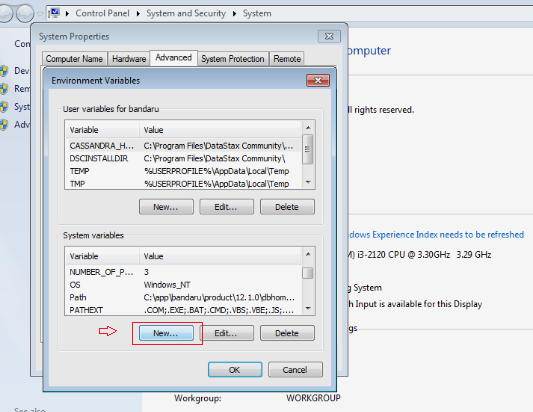 Control Panel ▸ System and Security ▸ System
System Properties
Computer Name Hardware Advanced System Protection Remote
Environment Variables
User variables for bandaru
Variable Value
CASSANDRA_H... C:\Program Files\DataStax Community\...
DSCINSTALLDIR C:\Program Files\DataStax Community\
TEMP %USERPROFILE%\AppData\Local\Temp
TMP %USERPROFILE%\AppData\Local\Temp
New... Edit... Delete
System variables
Variable Value
NUMBER_OF_P... 3
OS Windows_NT
Path C:\app\bandaru\product\12.1.0\dbhom...
PATHEXT .COM;.EXE;.BAT;.CMD;.VBS;.VBE;.JS;....
New... Edit... Delete
OK Cancel
Con
Dev
Rem
Syst
Adv
See also
omputer
ll rights reserved.
ndows Experience Index needs to be refreshed
M) i3-2120 CPU @ 3.30GHz 3.29 GHz
ng System
h Input is available for this Display
gs
Workgroup: WORKGROUP